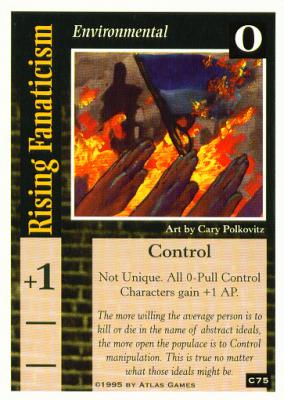 Rising Fanaticism
Environmental
0
Art by Cary Polkovitz
+1
Control
Not Unique. All 0-Pull Control
Characters gain +1 AP.
The more willing the average person is to
kill or die in the name of abstract ideals,
the more open the populace is to Control
manipulation. This is true no matter
what those ideals might be.
©1995 by Atlas Games
C75